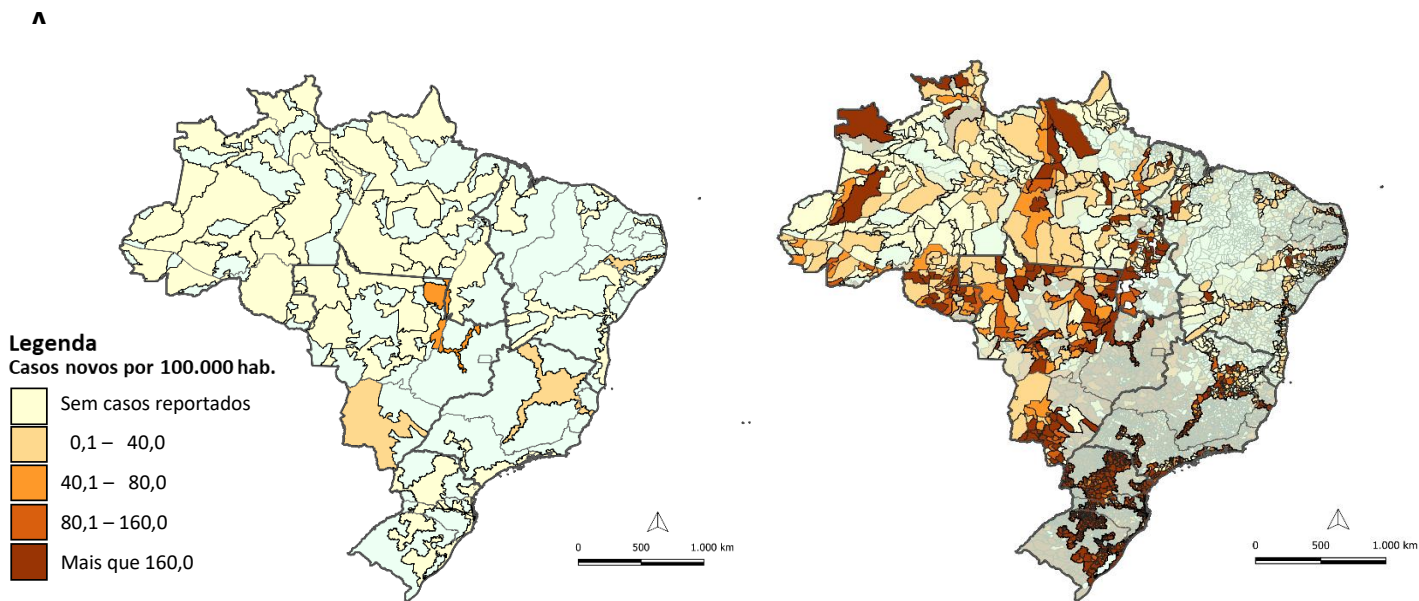 A
Legenda
Casos novos por 100.000 hab.
Sem casos reportados
0,1 – 40,0
40,1 – 80,0
80,1 – 160,0
Mais que 160,0
0 500 1.000 km
0 500 1.000 km